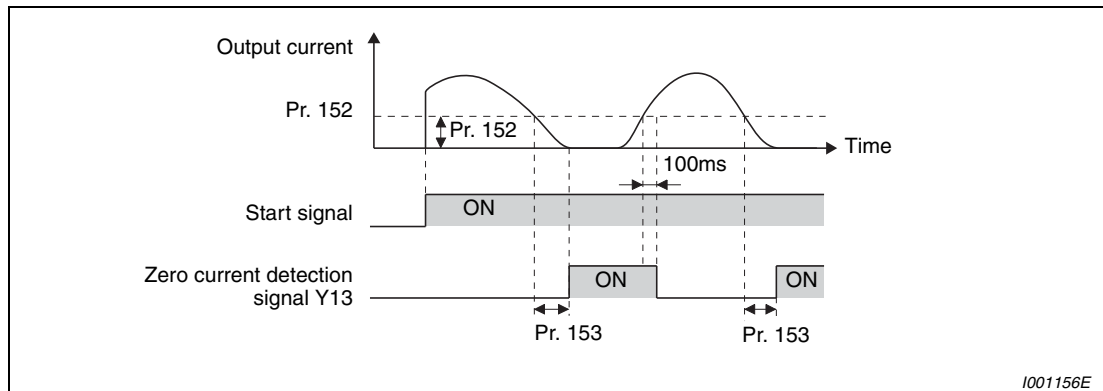 Output current
Pr. 152
Pr. 152
Time
100ms
Start signal
ON
Zero current detection
signal Y13
ON
ON
Pr. 153
Pr. 153
I001156E